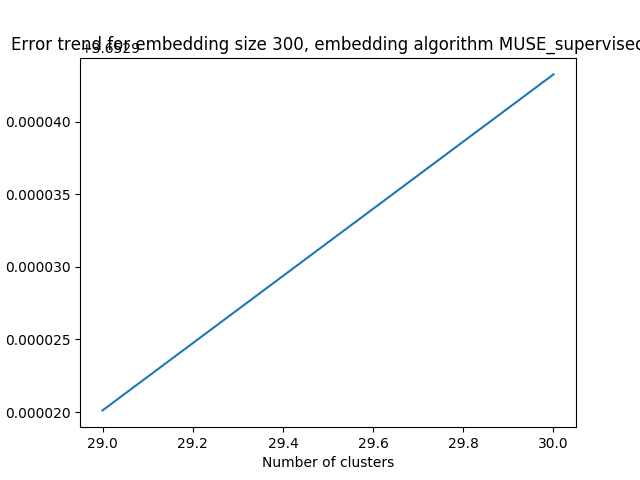 Error trend for embedding size 300, embedding algorithm MUSE_supervised
0.000040
0.000035
0.000030
0.000025
0.000020
29.0 29.2 29.4 29.6 29.8 30.0
Number of clusters